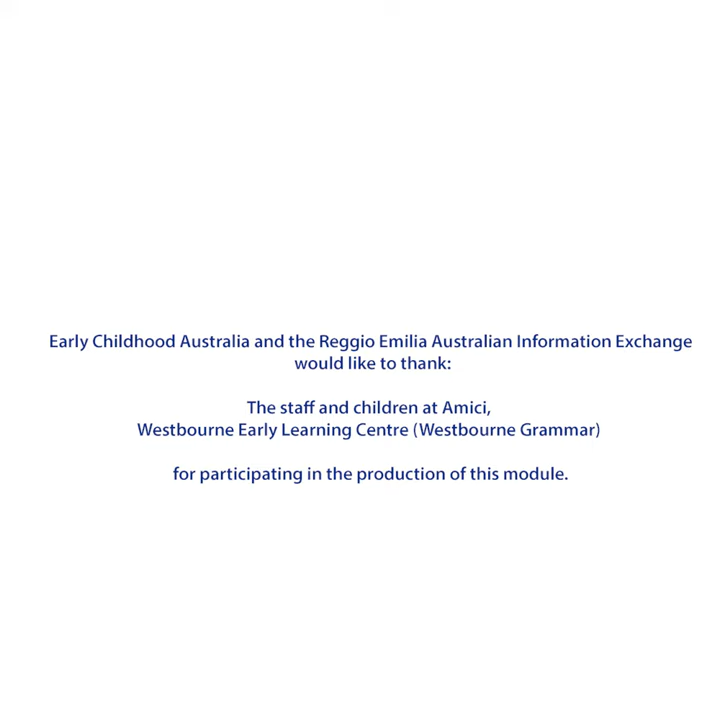 Early Childhood Australia and the Reggio Emilia Australian Information Exchange
would like to thank:
The staff and children at Amici,
Westbourne Early Learning Centre (Westbourne Grammar)
for participating in the production of this module.